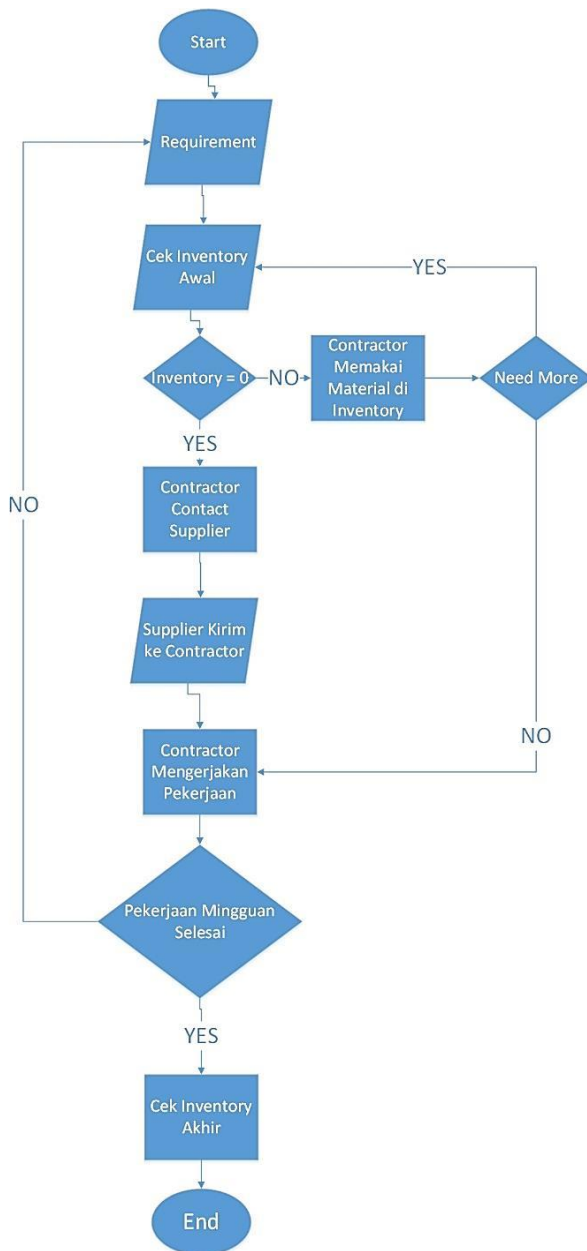 Start
Requirement
Cek Inventory
Awal
YES
Inventory = 0
NO
Contractor
Memakai
Material di
Inventory
Need More
YES
NO
Contractor
Contact
Supplier
Supplier Kirim
ke Contractor
NO
Contractor
Mengerjakan
Pekerjaan
Pekerjaan Mingguan
Selesai
YES
Cek Inventory
Akhir
End